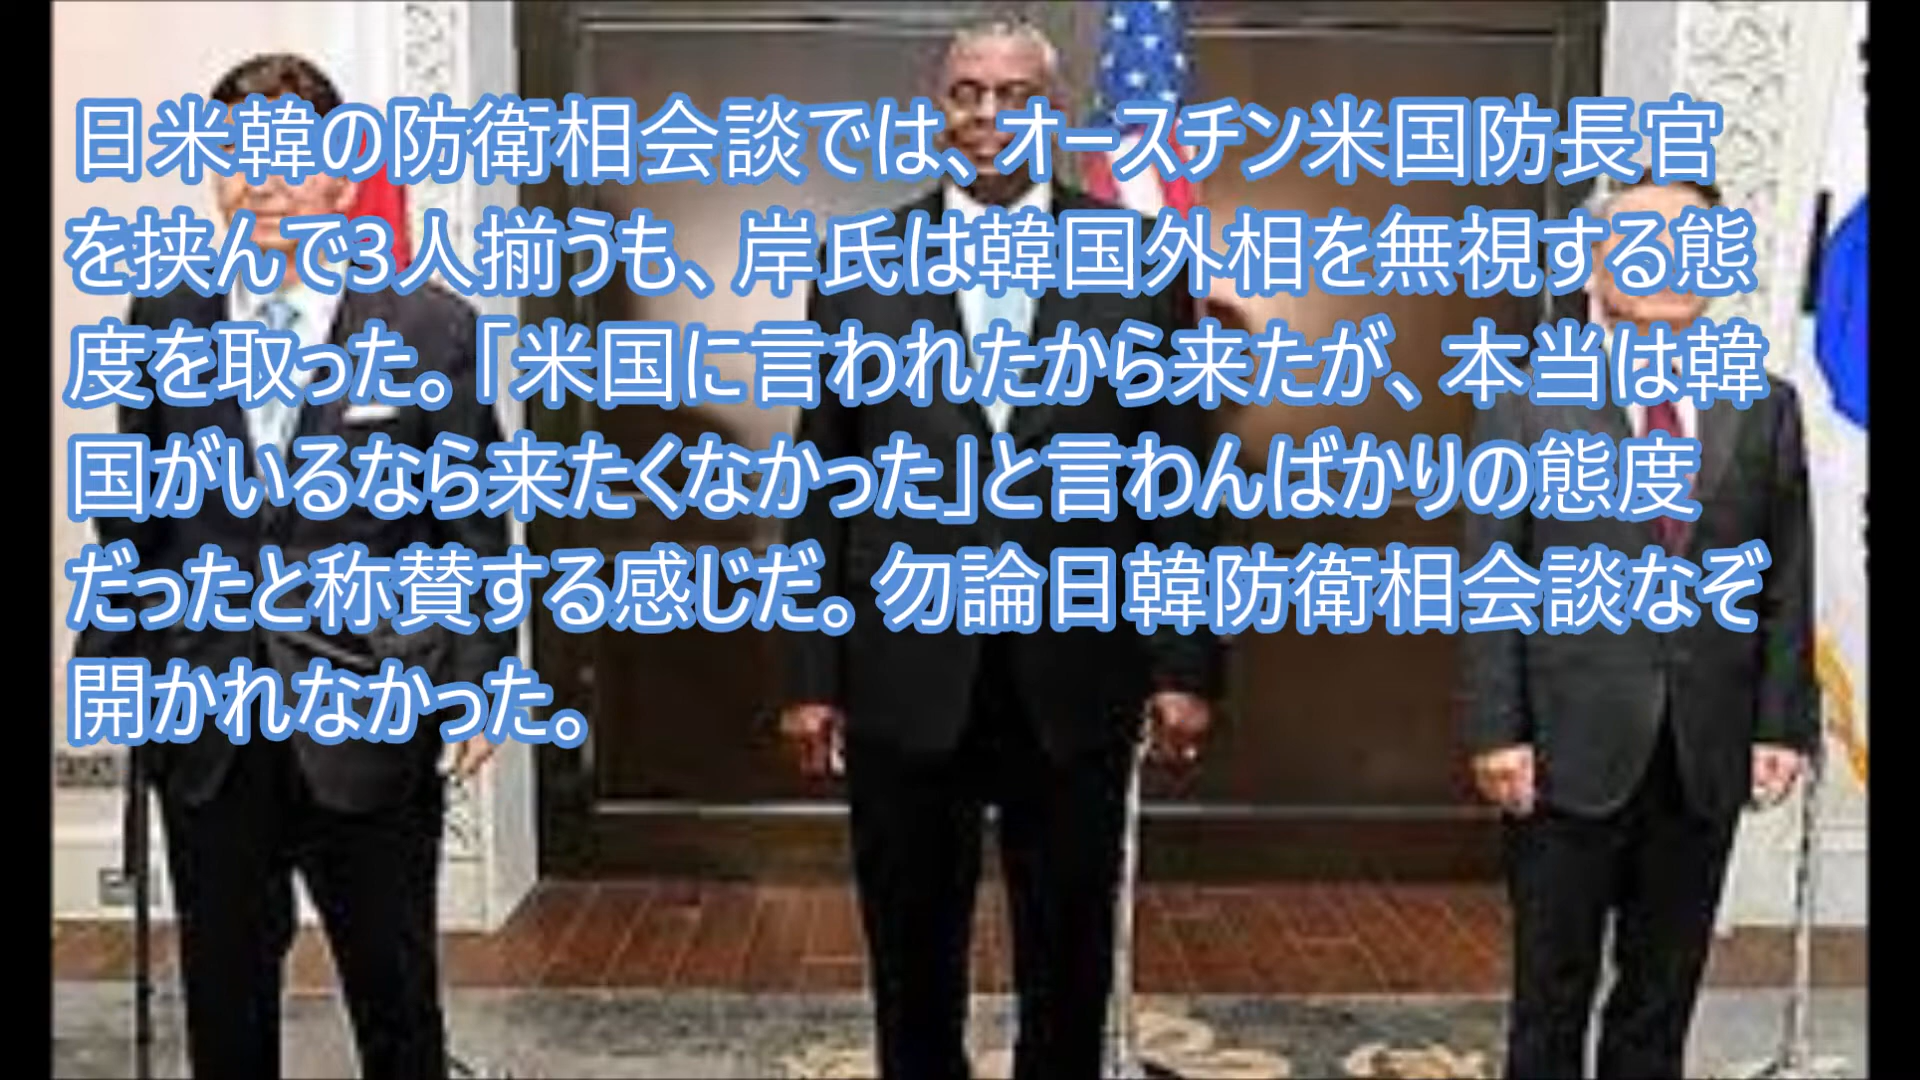 日米韓の防衛相会談では、オースチン米国防長官
を挟んで3人揃うも、岸氏は韓国外相を無視する態
度を取った。「米国に言われたから来たが、本当は韓
国がいるなら来たくなかった」と言わんばかりの態度
だったと称賛する感じだ。勿論日韓防衛相会談なぞ
開かれなかった。